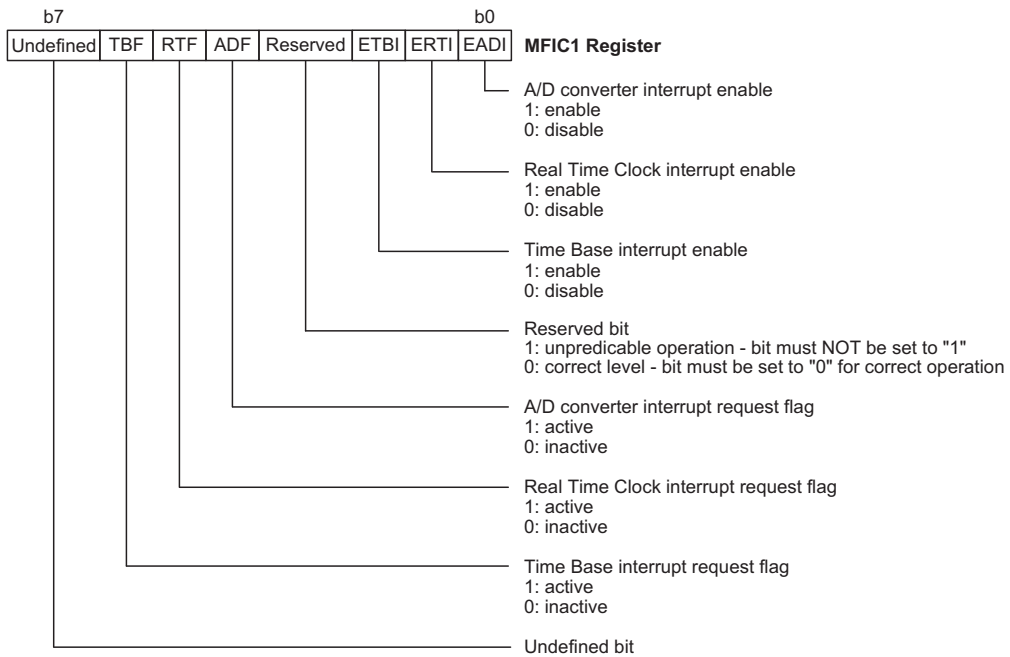 b7 b0
Undefined TBF RTF ADF Reserved ETBI ERTI EADI MFIC1 Register
A/D converter interrupt enable
1: enable
0: disable
Real Time Clock interrupt enable
1: enable
0: disable
Time Base interrupt enable
1: enable
0: disable
Reserved bit
1: unpredicable operation - bit must NOT be set to "1"
0: correct level - bit must be set to "0" for correct operation
A/D converter interrupt request flag
1: active
0: inactive
Real Time Clock interrupt request flag
1: active
0: inactive
Time Base interrupt request flag
1: active
0: inactive
Undefined bit